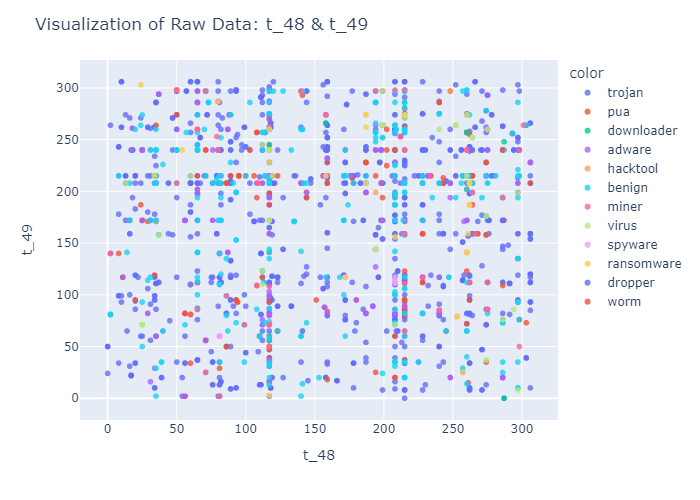 Visualization of Raw Data: t_48 & t_49
color
trojan
pua
downloader
adware
hacktool
benign
miner
virus
spyware
ransomware
dropper
worm
t_49
300
250
200
150
100
50
0
0 50 100 150 200 250 300
t_48